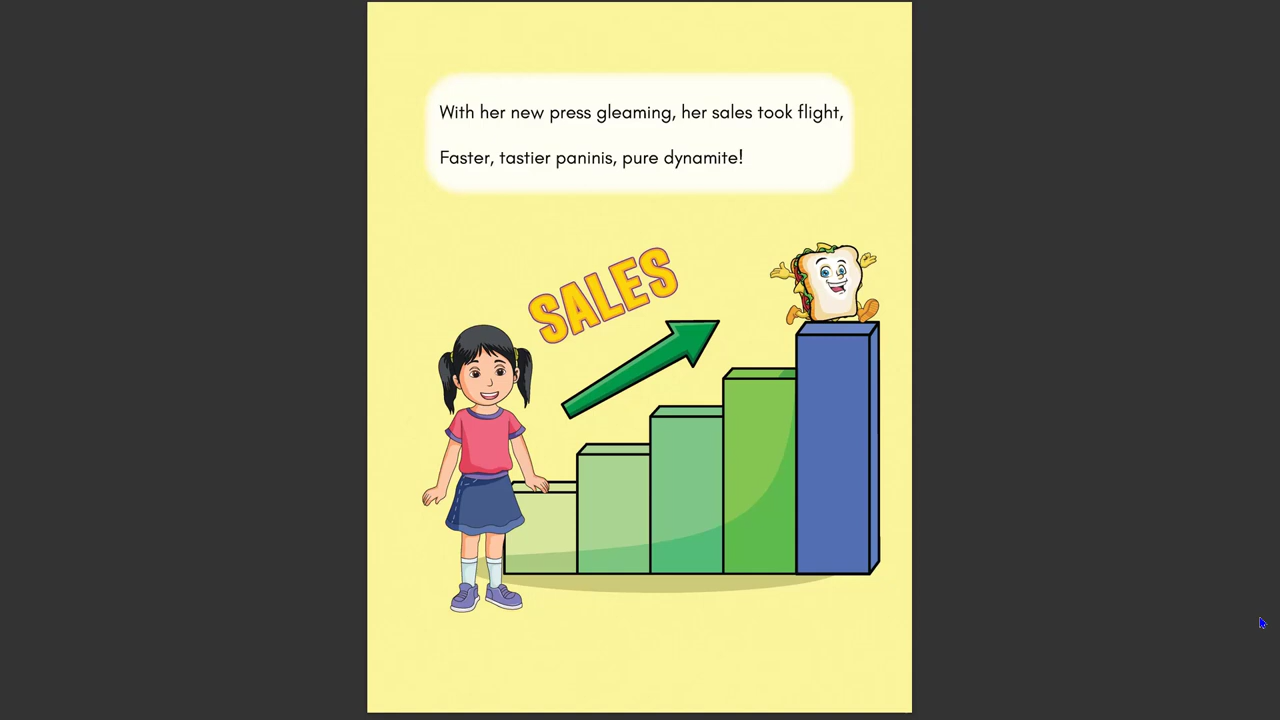 With her new press gleaming, her sales took flight,
Faster, tastier paninis, pure dynamite!
SALES